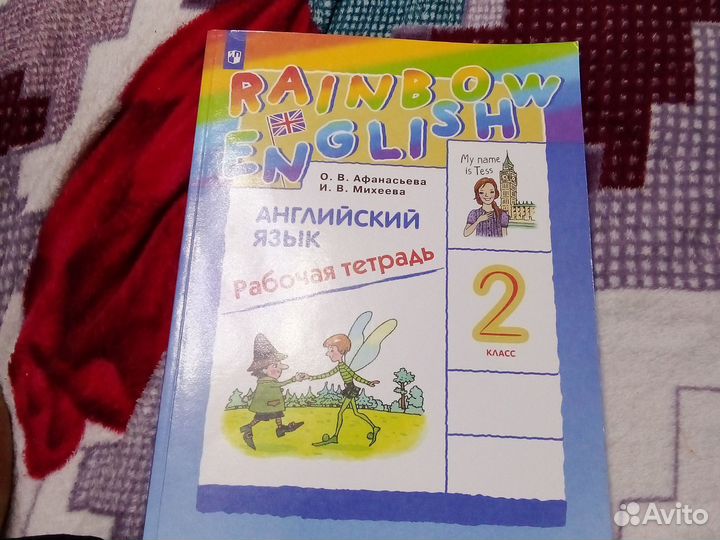 RAINBOW
ENGLISH
О. В. Афанасьева
И. В. Михеева
My name
is Tess
АНГЛИЙСКИЙ
ЯЗЫК
Рабочая тетрадь
2
КЛАСС
Avito